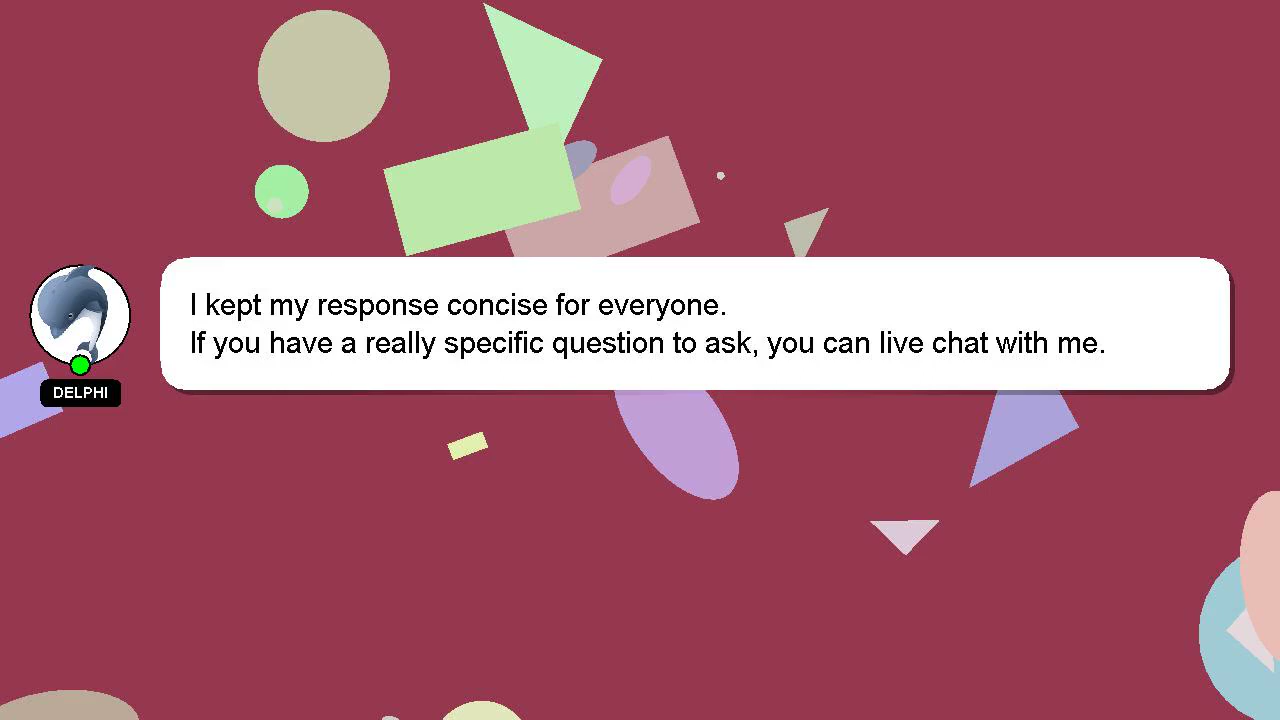 I kept my response concise for everyone.
If you have a really specific question to ask, you can live chat with me.
DELPHI